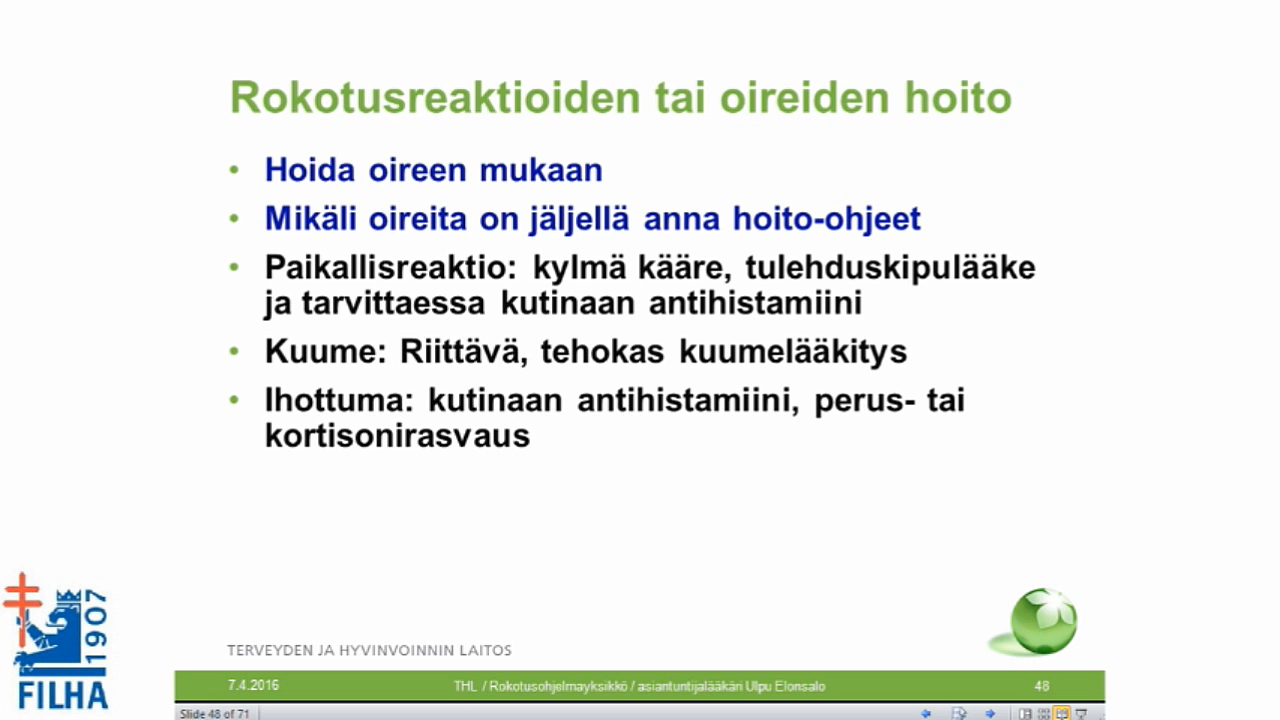 Rokotusreaktioiden tai oireiden hoito
• Hoida oireen mukaan
• Mikäli oireita on jäljellä anna hoito-ohjeet
• Paikallisreaktio: kylmä kääre, tulehduskipulääke
ja tarvittaessa kutinaan antihistamiini
• Kuume: Riittävä, tehokas kuumelääkitys
• Ihottuma: kutinaan antihistamiini, perus- tai
kortisonirasvaus
1907
FILHA
TERVEYDEN JA HYVINVOINNIN LAITOS
7.4.2016 THL / Rokotusohjelmayksikkö / asiantuntijalääkäri Ulpu Elonsalo 48
Slide 48 of 71